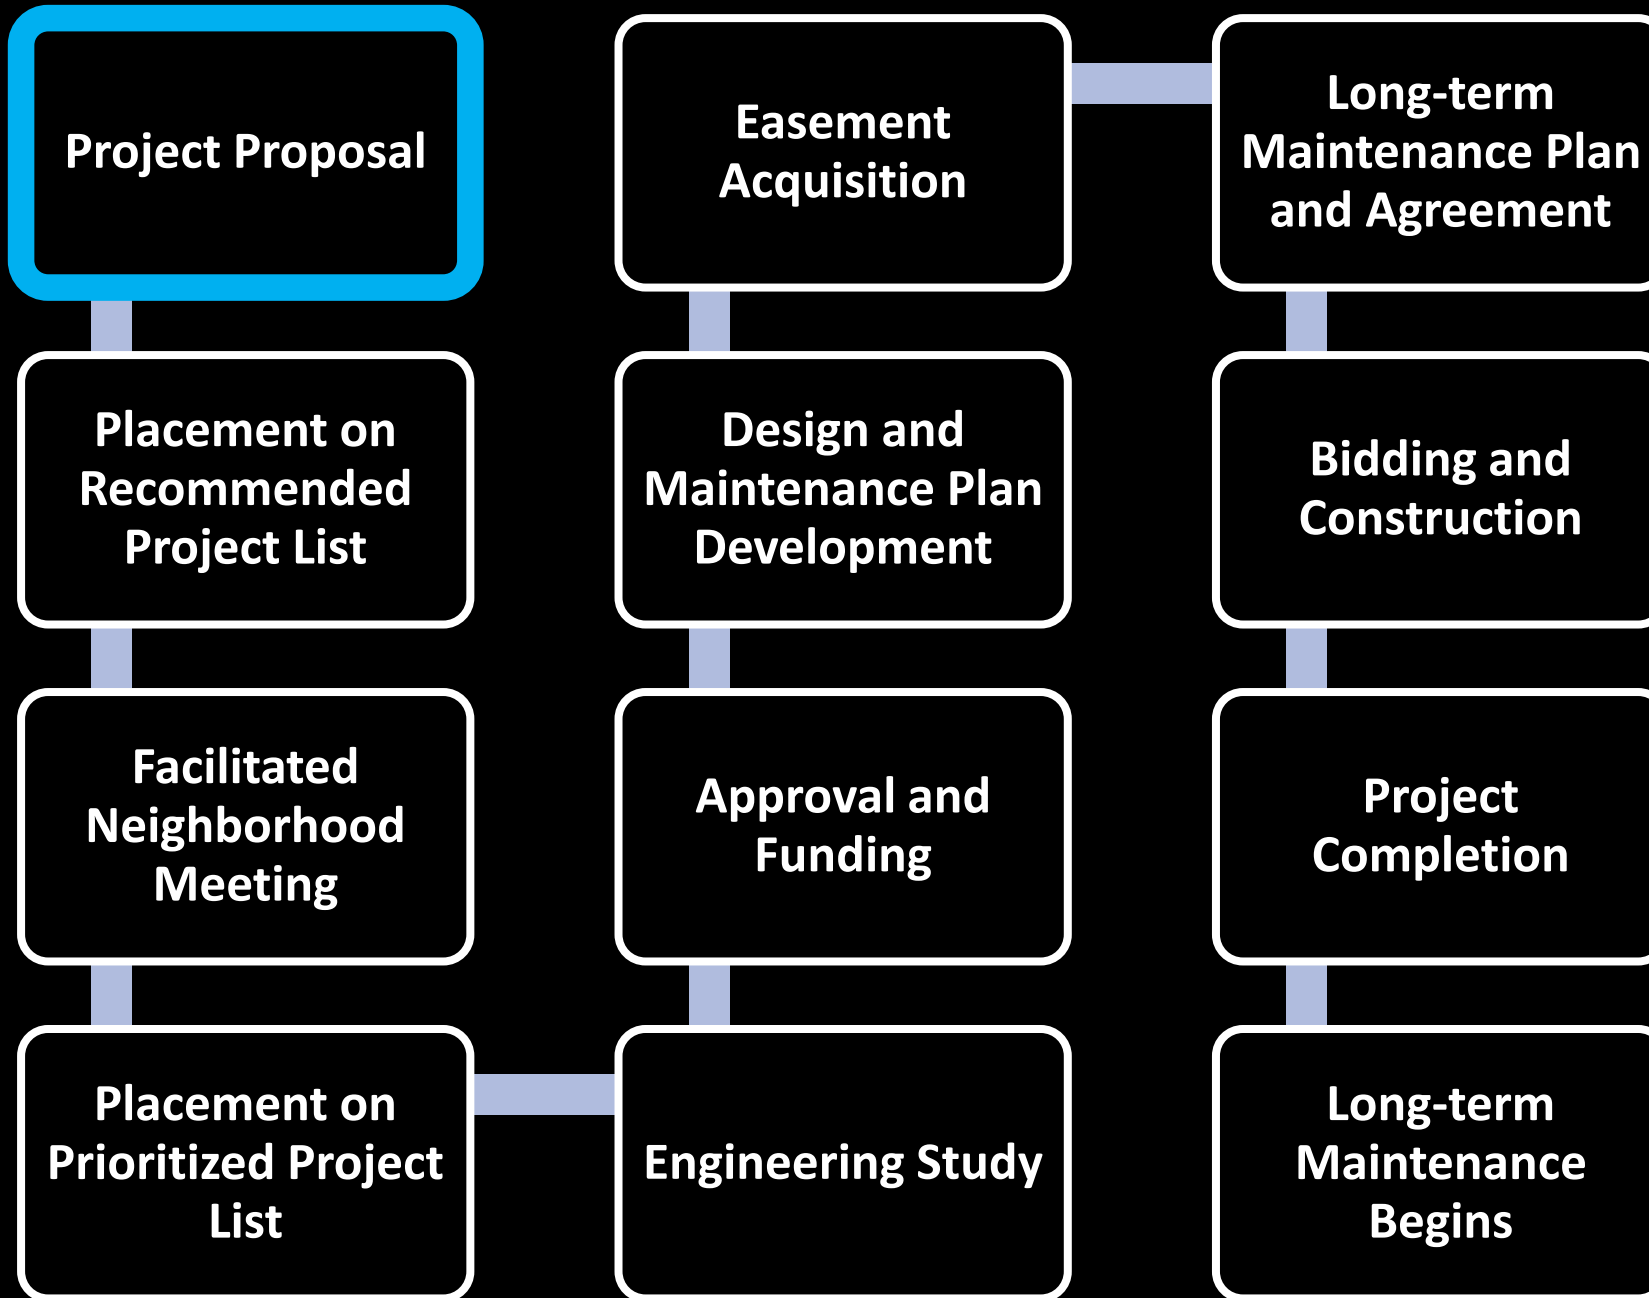 Project Proposal
Placement on
Recommended
Project List
Facilitated
Neighborhood
Meeting
Placement on
Prioritized Project
List
Engineering Study
Approval and
Funding
Design and
Maintenance Plan
Development
Easement
Acquisition
Long-term
Maintenance Plan
and Agreement
Bidding and
Construction
Project
Completion
Long-term
Maintenance
Begins